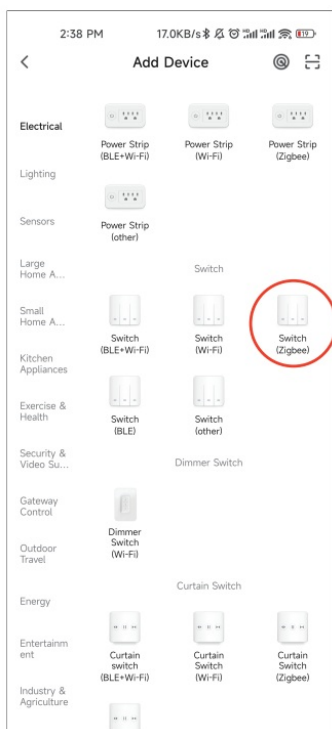 2:38 PM
17.0KB/s
19
Add Device
Electrical
Lighting
Sensors
Large
Home A...
Small
Home A...
Kitchen
Appliances
Exercise &
Health
Security &
Video Su...
Gateway
Control
Outdoor
Travel
Energy
Entertainm
ent
Industry &
Agriculture
Power Strip
(BLE+Wi-Fi)
Power Strip
(Wi-Fi)
Power Strip
(Zigbee)
Power Strip
(other)
Switch
Switch
(BLE+Wi-Fi)
Switch
(Wi-Fi)
Switch
(Zigbee)
Switch
(BLE)
Switch
(other)
Dimmer Switch
Dimmer
Switch
(Wi-Fi)
Curtain Switch
Curtain
switch
(BLE+Wi-Fi)
Curtain
Switch
(Wi-Fi)
Curtain
Switch
(Zigbee)